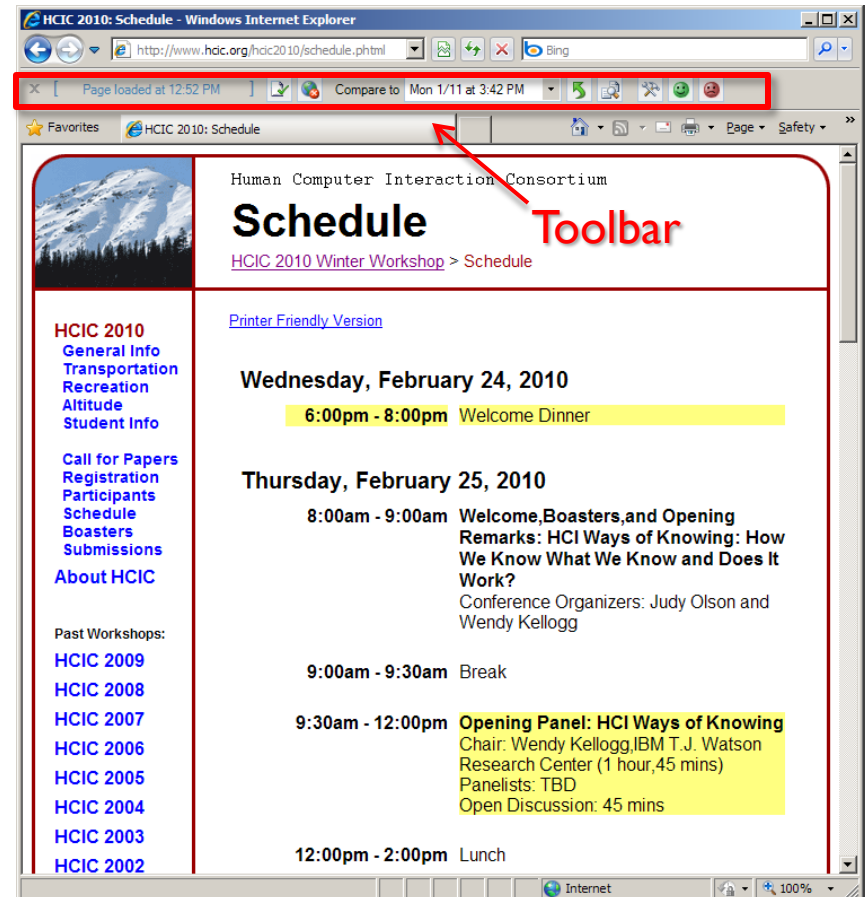 HCIC 2010: Schedule - Windows Internet Explorer
http://www.hcic.org/hcic2010/schedule.phtml
Bing
X [ Page loaded at 12:52 PM ] Compare to Mon 1/11 at 3:42 PM
Favorites
HCIC 2010: Schedule
Page
Safety
»
Human Computer Interaction Consortium
Schedule
Toolbar
HCIC 2010 Winter Workshop > Schedule
HCIC 2010
General Info
Transportation
Recreation
Altitude
Student Info
Call for Papers
Registration
Participants
Schedule
Boasters
Submissions
About HCIC
Past Workshops:
HCIC 2009
HCIC 2008
HCIC 2007
HCIC 2006
HCIC 2005
HCIC 2004
HCIC 2003
HCIC 2002
Printer Friendly Version
Wednesday, February 24, 2010
6:00pm - 8:00pm Welcome Dinner
Thursday, February 25, 2010
8:00am - 9:00am Welcome,Boasters,and Opening
Remarks: HCI Ways of Knowing: How
We Know What We Know and Does It
Work?
Conference Organizers: Judy Olson and
Wendy Kellogg
9:00am - 9:30am Break
9:30am - 12:00pm Opening Panel: HCI Ways of Knowing
Chair: Wendy Kellogg,IBM T.J. Watson
Research Center (1 hour,45 mins)
Panelists: TBD
Open Discussion: 45 mins
12:00pm - 2:00pm Lunch
Internet
100%